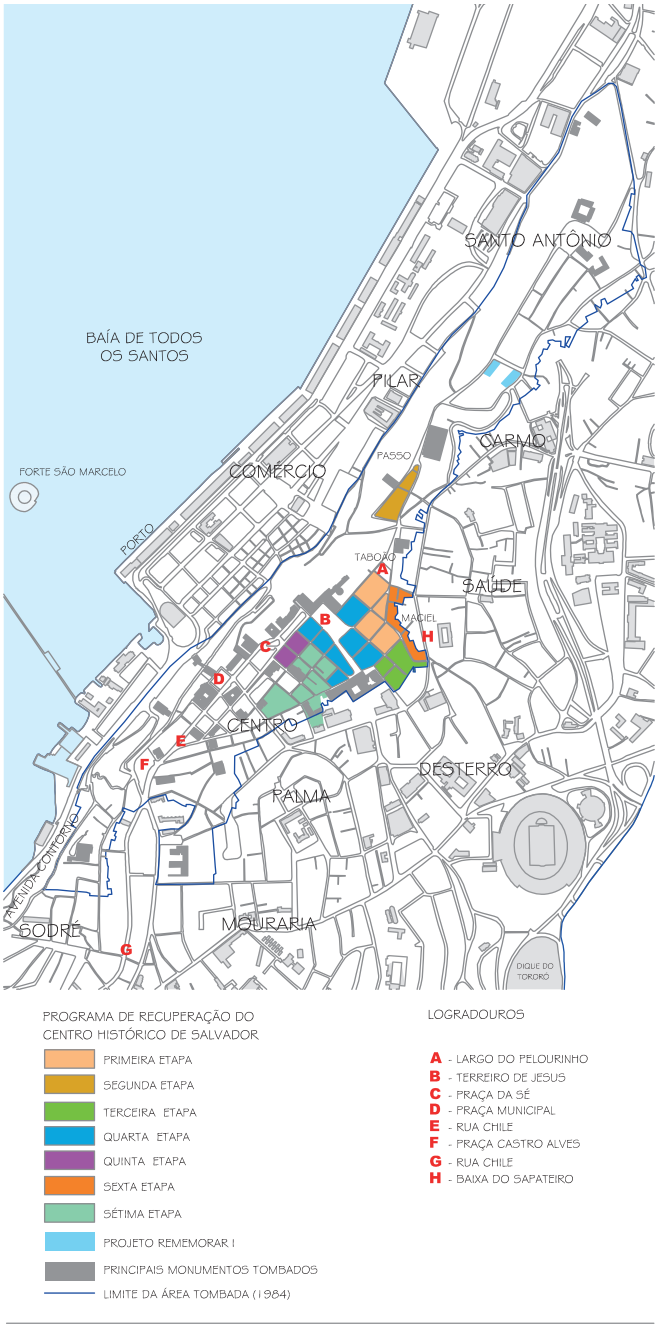 SANTO ANTÔNIO
BAÍA DE TODOS
OS SANTOS
PILAR
CARMO
PASSO
COMÉRCIO
FORTE SÃO MARCELO
PORTO
TABOÃO
A
SAÚDE
MACIEL
B
H
C
D
CENTRO
E
F
DESTERRO
PALMA
AVENIDA CONTORNO
SODRÉ
MOURARIA
G
DIQUE DO
TORORÓ
PROGRAMA DE RECUPERAÇÃO DO
CENTRO HISTÓRICO DE SALVADOR
PRIMEIRA ETAPA
SEGUNDA ETAPA
TERCEIRA ETAPA
QUARTA ETAPA
QUINTA ETAPA
SEXTA ETAPA
SÉTIMA ETAPA
PROJETO REMEMORAR I
PRINCIPAIS MONUMENTOS TOMBADOS
LIMITE DA ÁREA TOMBADA (1984)
LOGRADOUROS
A - LARGO DO PELOURINHO
B - TERREIRO DE JESUS
C - PRAÇA DA SÉ
D - PRAÇA MUNICIPAL
E - RUA CHILE
F - PRAÇA CASTRO ALVES
G - RUA CHILE
H - BAIXA DO SAPATEIRO